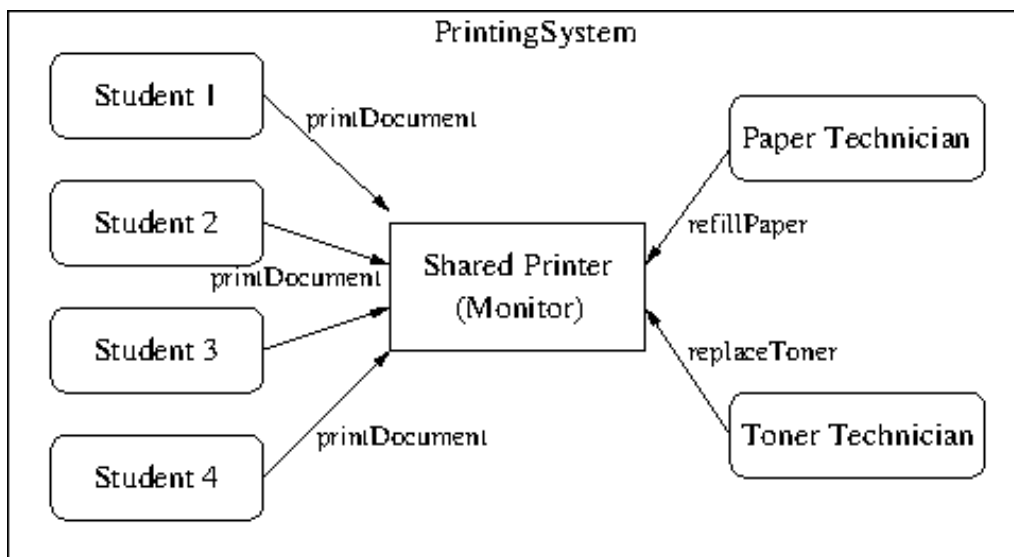 PrintingSystem
Student 1
printDocument
Student 2
printDocument
Student 3
Student 4
printDocument
Shared Printer
(Monitor)
Paper Technician
refillPaper
replaceToner
Toner Technician